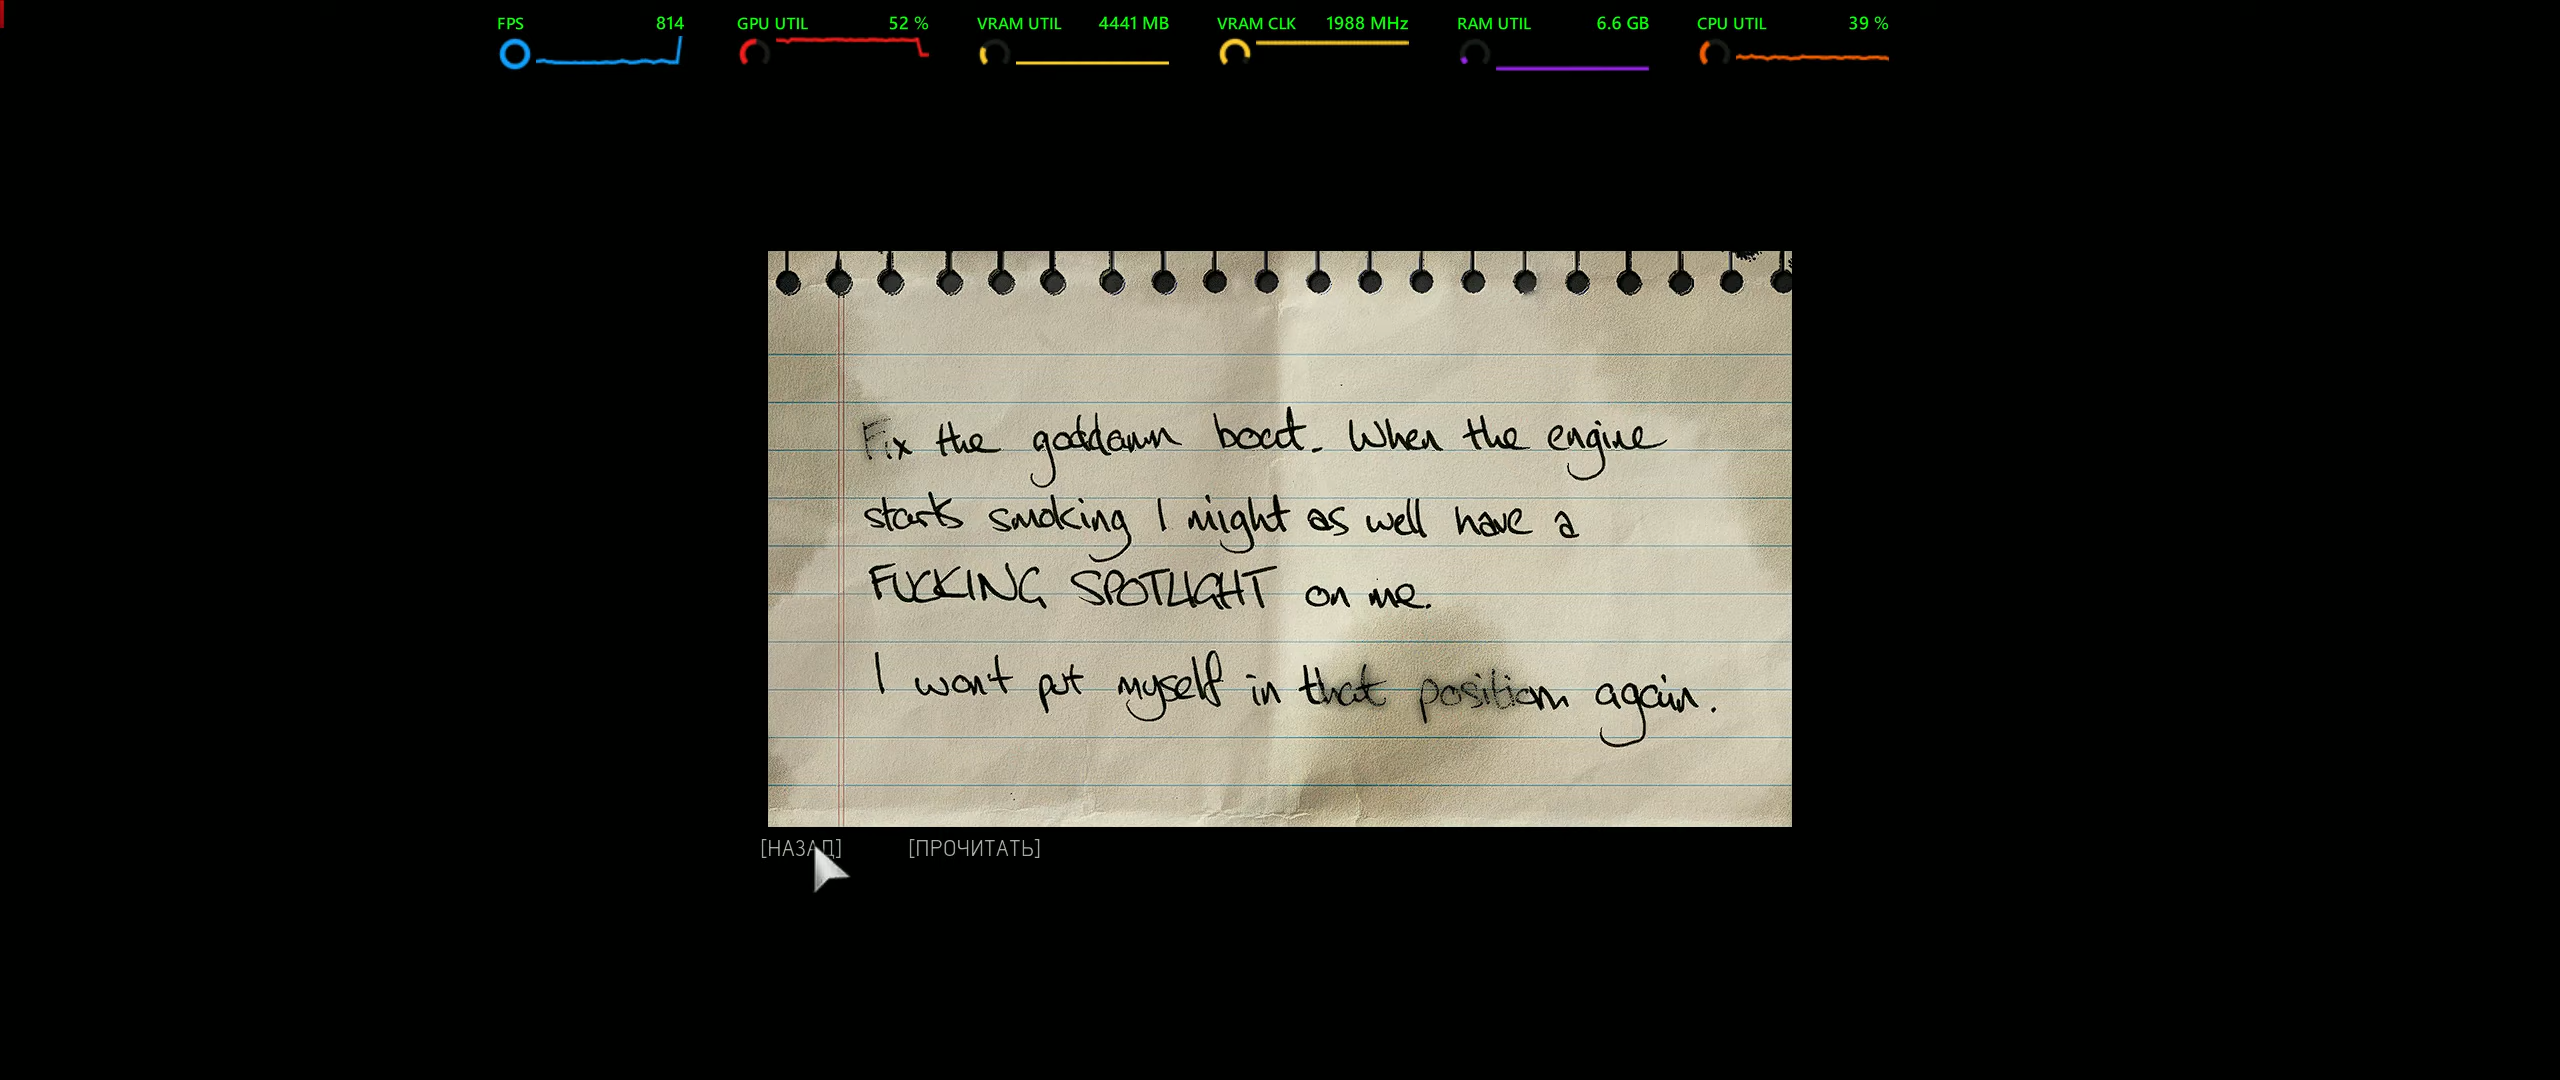 FPS 814 GPU UTIL 52 % VRAM UTIL 4441 MB VRAM CLK 1988 MHz RAM UTIL 6.6 GB CPU UTIL 39 %
Fix the goddamn boat. When the engine
starts smoking I might as well have a
FUCKING SPOTLIGHT on me.
I won't put myself in that position again.
[НАЗАД] [ПРОЧИТАТЬ]